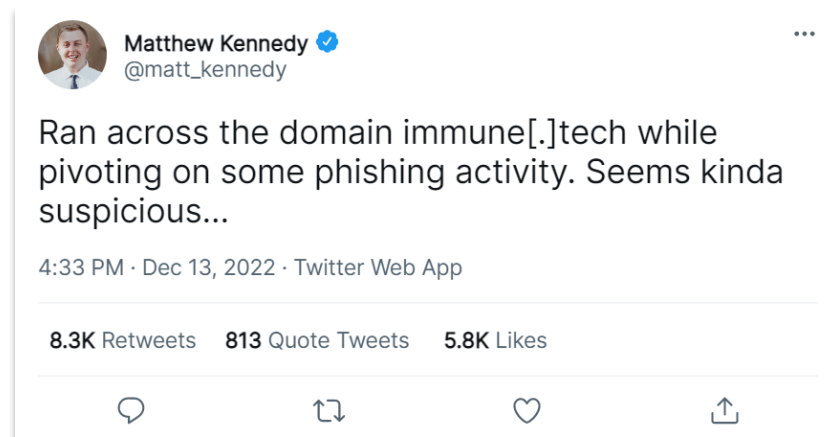 Matthew Kennedy
@matt_kennedy
Ran across the domain immune[.]tech while
pivoting on some phishing activity. Seems kinda
suspicious...
4:33 PM · Dec 13, 2022 · Twitter Web App
8.3K Retweets 813 Quote Tweets 5.8K Likes